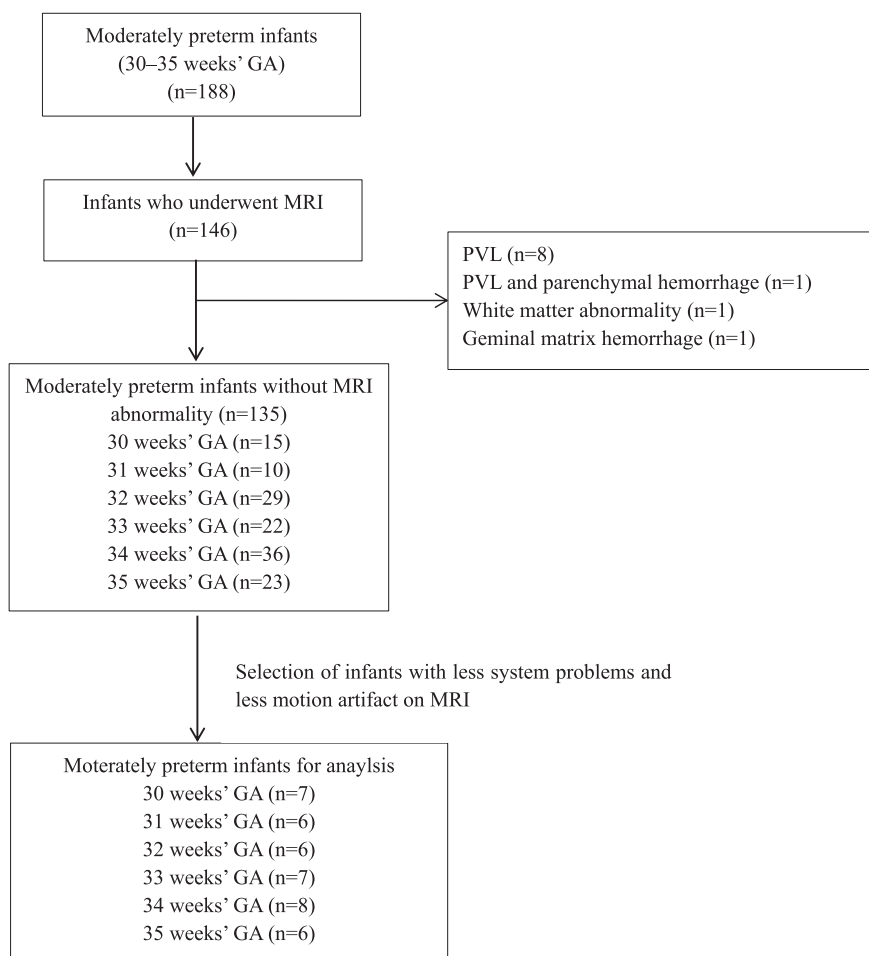 Moderately preterm infants
(30–35 weeks’ GA)
(n=188)
Infants who underwent MRI
(n=146)
PVL (n=8)
PVL and parenchymal hemorrhage (n=1)
White matter abnormality (n=1)
Geminal matrix hemorrhage (n=1)
Moderately preterm infants without MRI
abnormality (n=135)
30 weeks’ GA (n=15)
31 weeks’ GA (n=10)
32 weeks’ GA (n=29)
33 weeks’ GA (n=22)
34 weeks’ GA (n=36)
35 weeks’ GA (n=23)
Selection of infants with less system problems and
less motion artifact on MRI
Moterately preterm infants for anaylsis
30 weeks’ GA (n=7)
31 weeks’ GA (n=6)
32 weeks’ GA (n=6)
33 weeks’ GA (n=7)
34 weeks’ GA (n=8)
35 weeks’ GA (n=6)